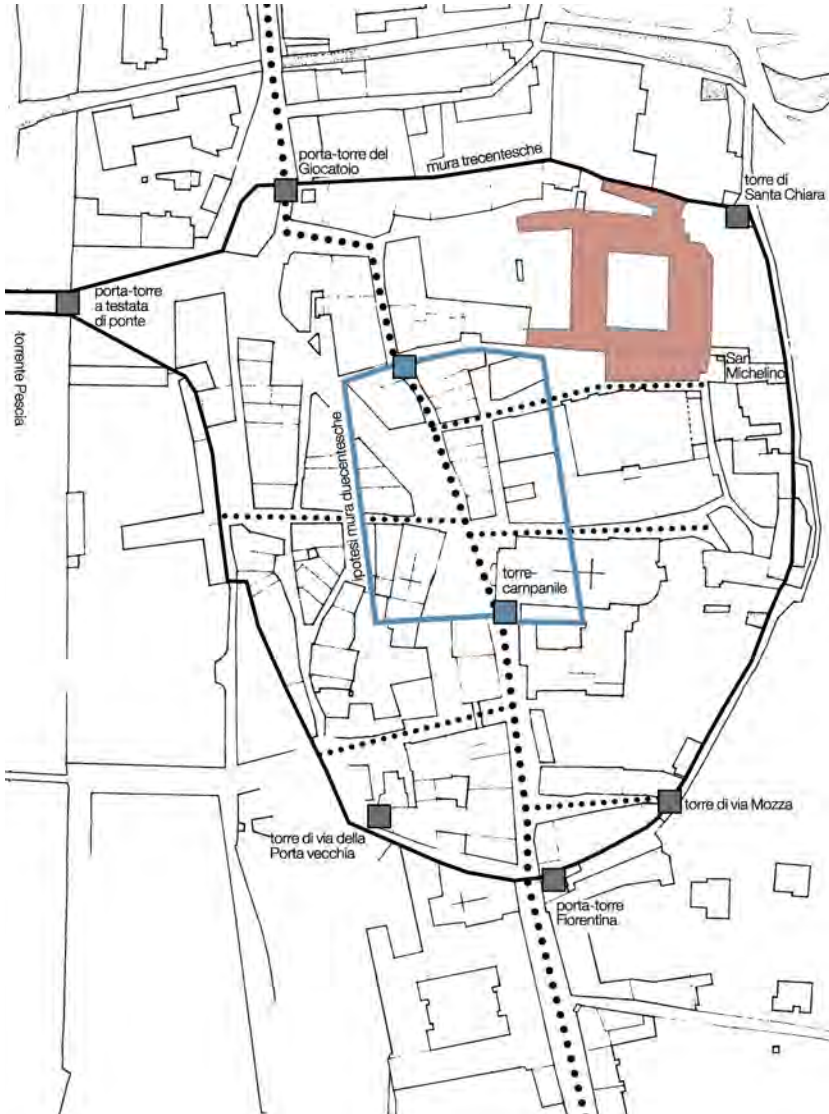 porta-torre del
Giocatoio
mura trecentesche
torre di
Santa Chiara
porta-torre
a testata
di ponte
torrente Pescia
San
Michelino
ipotesi mura duecentesche
torre-
campanile
torre di via Mozza
torre di via della
Porta vecchia
porta-torre
Fiorentina